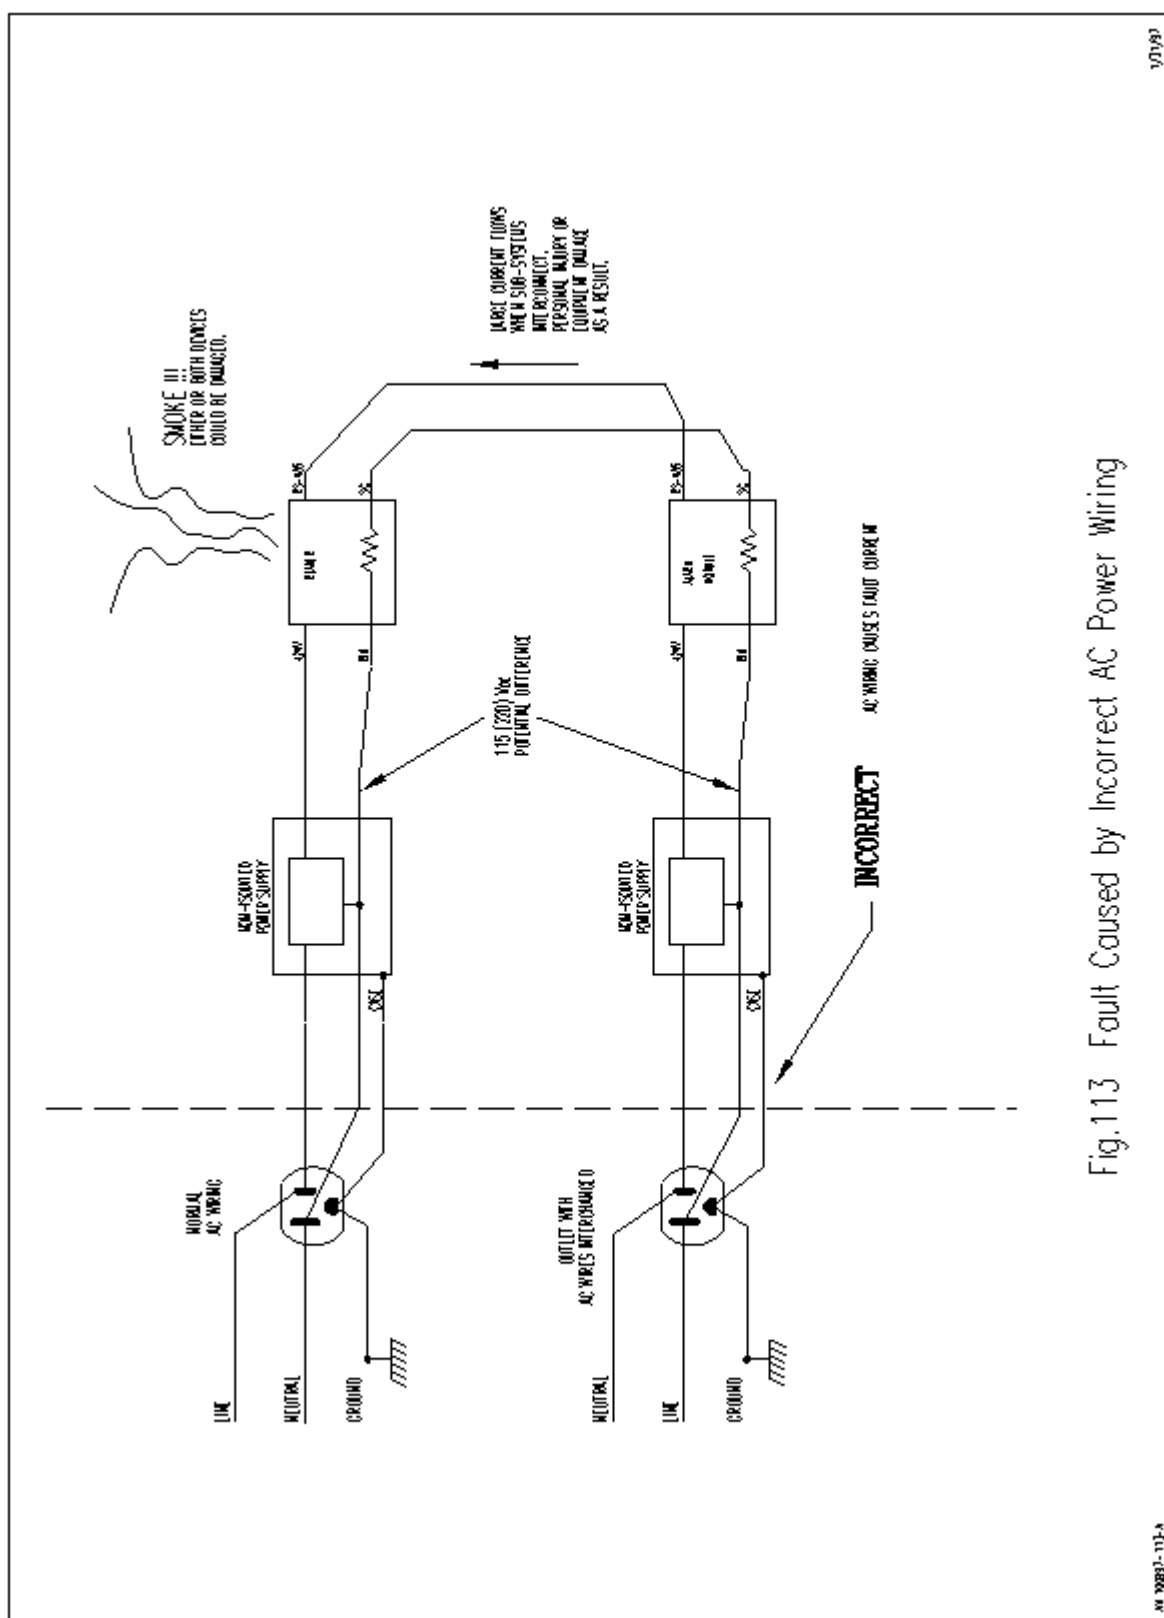 SMOKE !!!
EITHER OR BOTH DEVICES
COULD BE DAMAGED.
LARGE CURRENT FLOWS
WHEN SUB-SYSTEMS
INTERCONNECT.
PERSONAL INJURY OR
EQUIPMENT DAMAGE
AS A RESULT.
RS-485
SG
RS-485
SG
115 (220) Vac
POTENTIAL DIFFERENCE
NON-ISOLATED
POWER SUPPLY
CASE
NON-ISOLATED
POWER SUPPLY
CASE
INCORRECT
AC WIRING CAUSES FAULT CURRENT
NORMAL
AC WIRING
LINE
NEUTRAL
GROUND
OUTLET WITH
AC WIRES INTERCHANGED
NEUTRAL
LINE
GROUND
Fig.113 Fault Caused by Incorrect AC Power Wiring